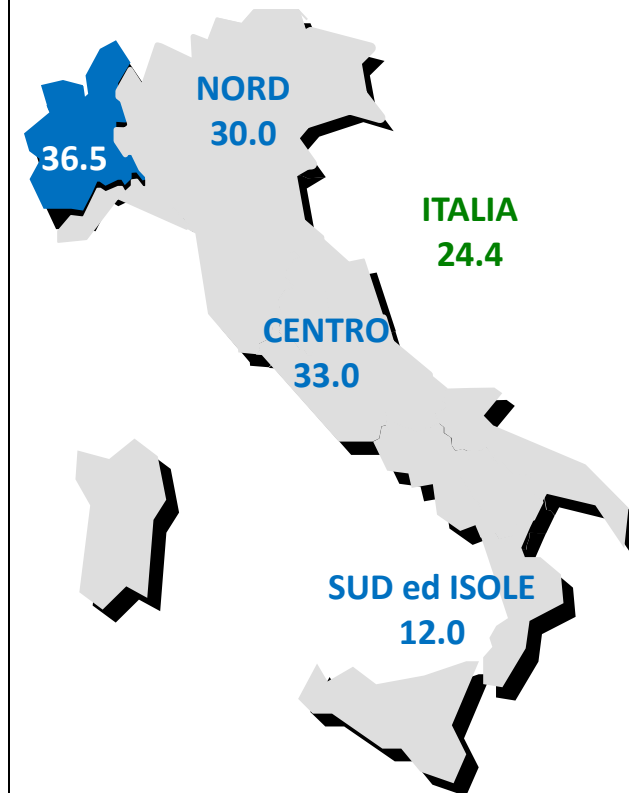 NORD
30.0
36.5
ITALIA
24.4
CENTRO
33.0
SUD ed ISOLE
12.0